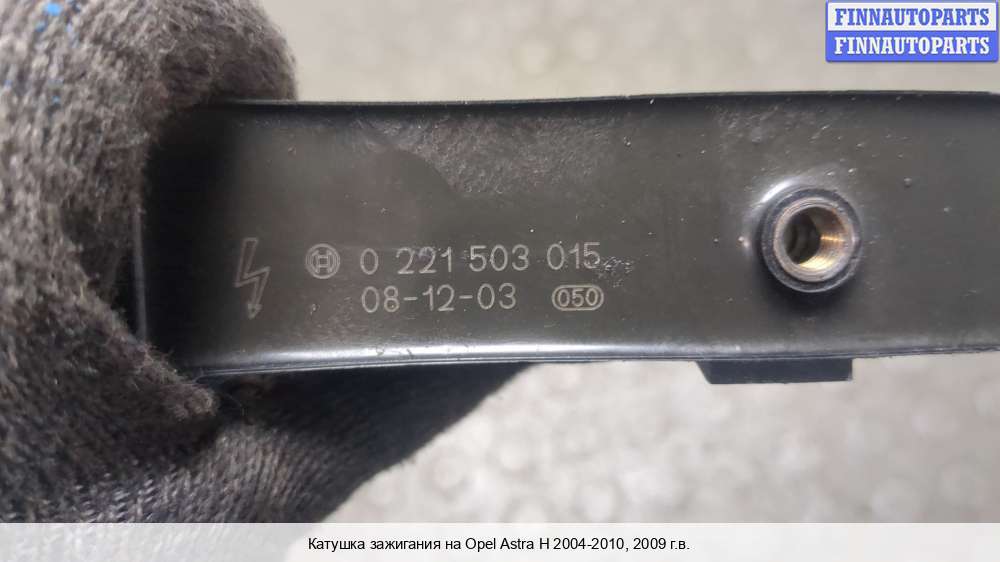 FINNAUTOPARTS
FINNAUTOPARTS
H 0 221 503 015
08-12-03 050
Катушка зажигания на Opel Astra H 2004-2010, 2009 г.в.